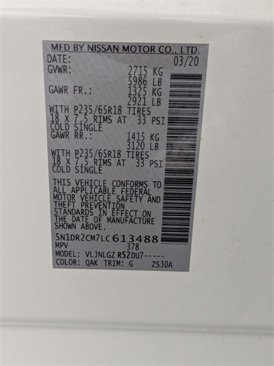 MFD BY NISSAN MOTOR CO., LTD.
DATE: 03/20
GVWR: 2715 KG
5986 LB
GAWR FR.: 1325 KG
2921 LB
WITH P235/65R18 TIRES
18 X 7.5 RIMS AT 33 PSI
COLD SINGLE
GAWR RR.: 1415 KG
3120 LB
WITH P235/65R18 TIRES
18 X 7.5 RIMS AT 33 PSI
COLD SINGLE
THIS VEHICLE CONFORMS TO
ALL APPLICABLE FEDERAL
MOTOR VEHICLE SAFETY
AND THEFT PREVENTION
STANDARDS IN EFFECT ON
THE DATE OF MANUFACTURE
SHOWN ABOVE.
5N1DR2CM7LC613488
MPV 378
MODEL: VLJNLGZ R52DU7-----
COLOR: QAK TRIM: G ZS30A